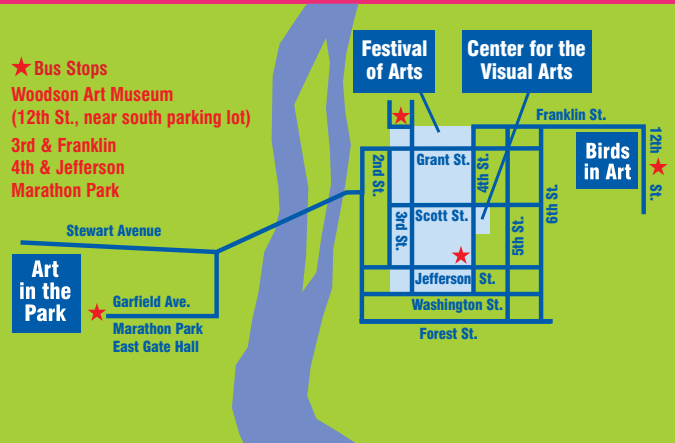 Bus Stops
Woodson Art Museum
(12th St., near south parking lot)
3rd & Franklin
4th & Jefferson
Marathon Park
Festival
of Arts
Center for the
Visual Arts
Franklin St.
Birds
in Art
12th St.
Grant St.
2nd St.
4th St.
6th St.
Scott St.
3rd St.
5th St.
Jefferson St.
Washington St.
Forest St.
Stewart Avenue
Art
in the
Park
Garfield Ave.
Marathon Park
East Gate Hall